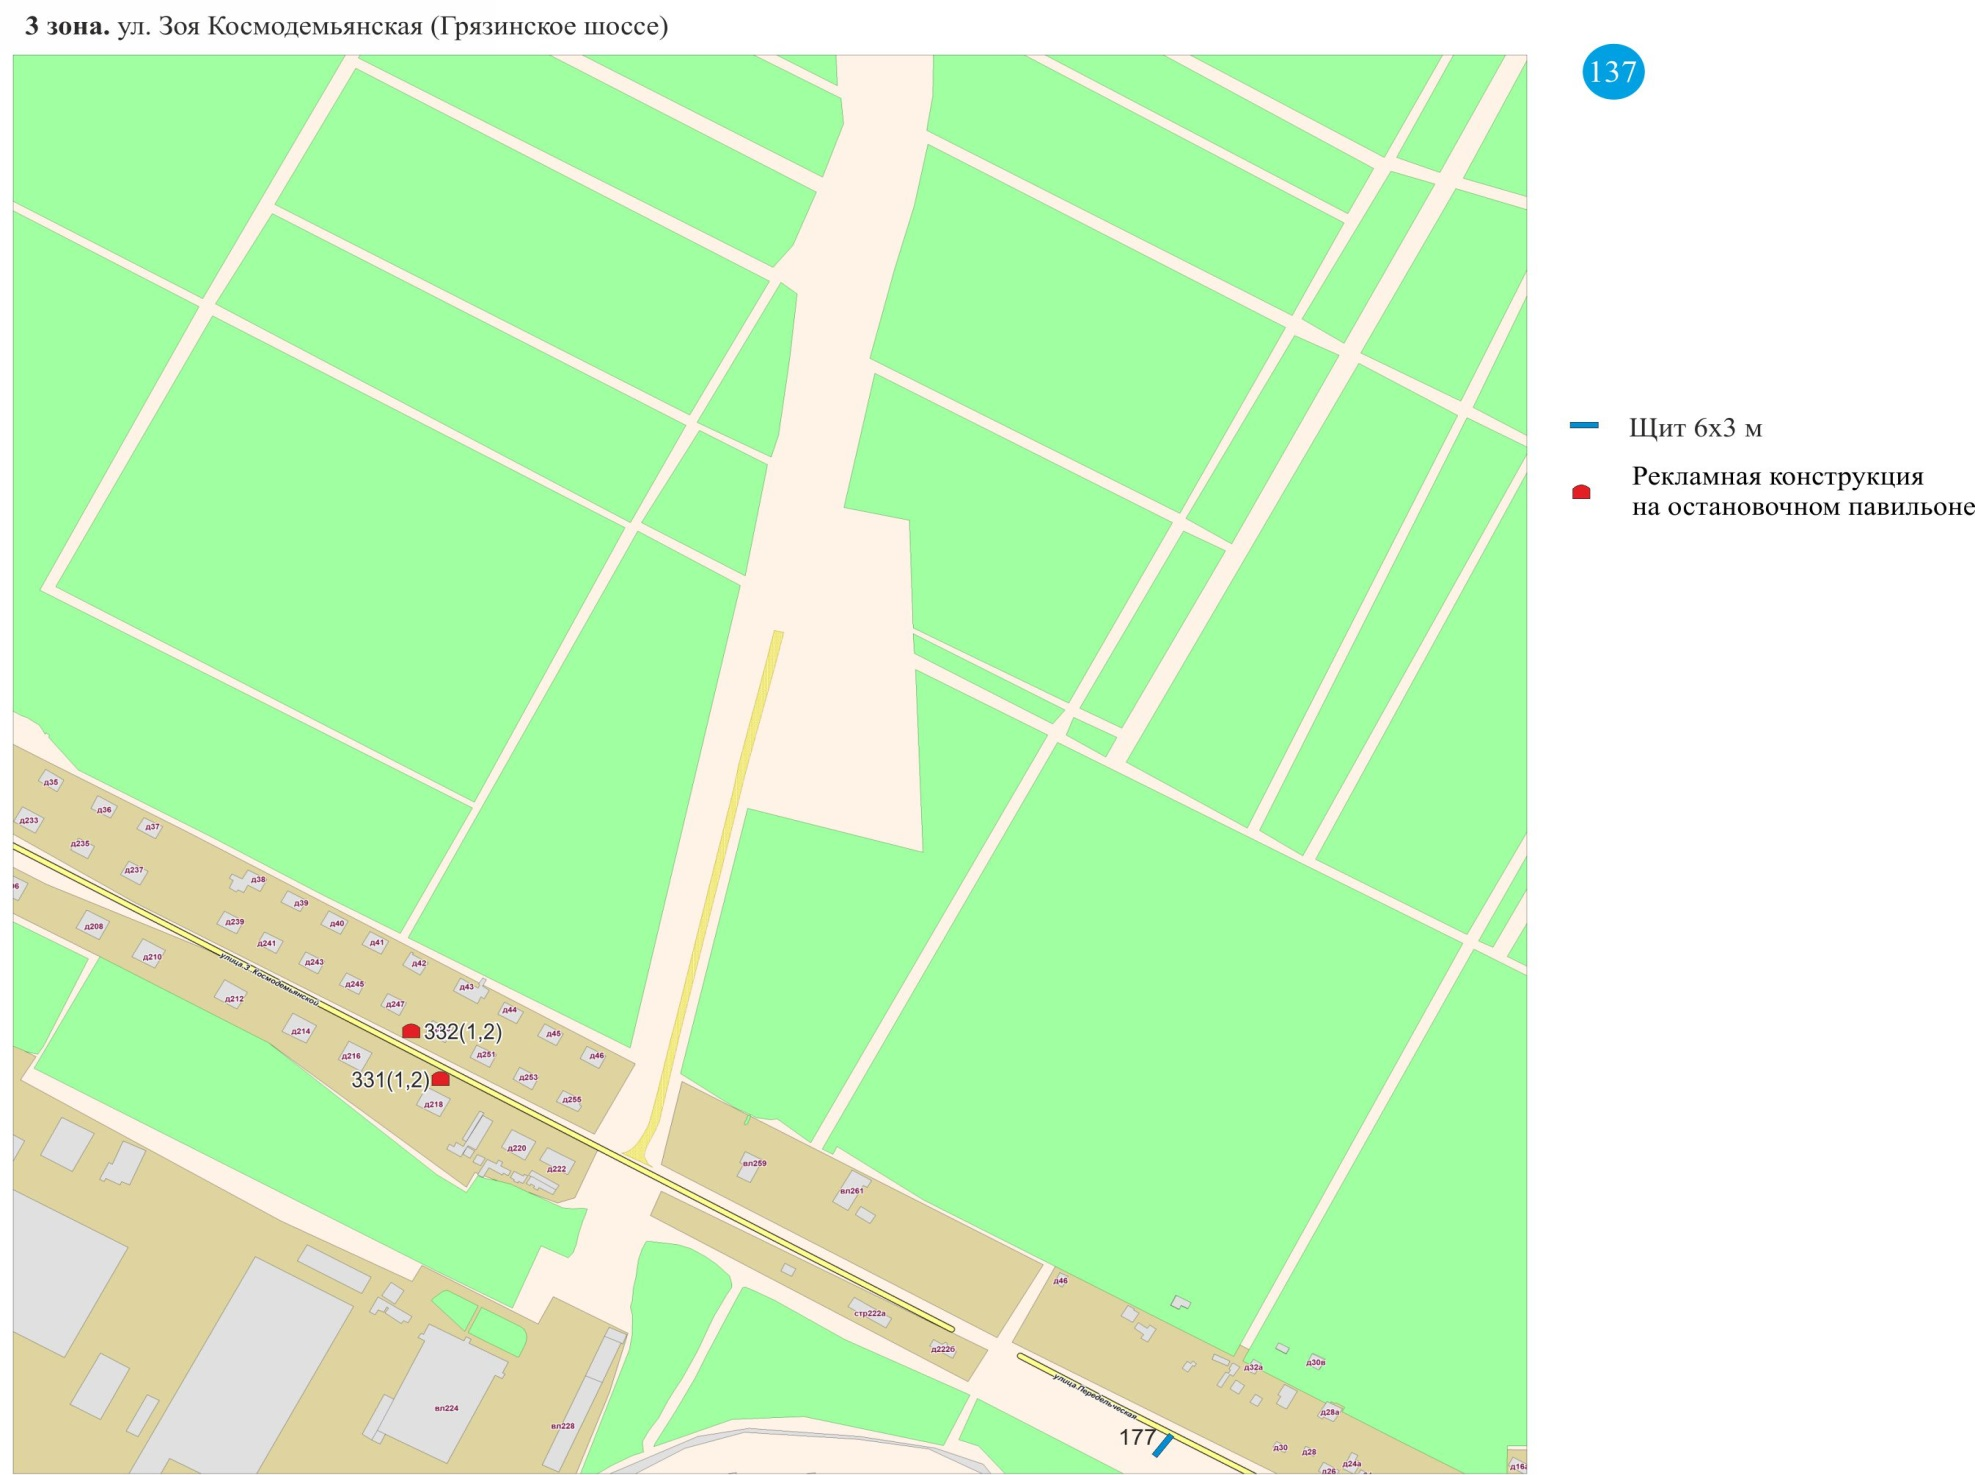 3 зона. ул. Зоя Космодемьянская (Грязинское шоссе)
137
Щит 6х3 м
Рекламная конструкция
на остановочном павильоне
д35
д36
д37
д233
д235
д237
д38
д39
д40
д41
д42
д43
д44
д45
д46
д239
д241
д243
д245
д247
д251
д253
д255
д208
д210
д212
д214
д216
д218
д220
д222
улица З. Космодемьянской
332(1,2)
331(1,2)
вл259
вл261
стр222а
д222б
вл224
вл228
д46
д32а
д30в
д28а
д30
д28
д24а
д26
улица Передельческая
177